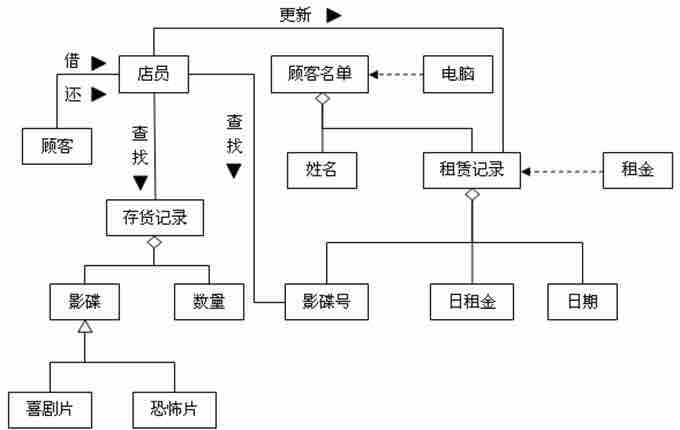 更新
借
店员
顾客名单
电脑
还
顾客
查找
查找
姓名
租赁记录
租金
存货记录
影碟
数量
影碟号
日租金
日期
喜剧片
恐怖片